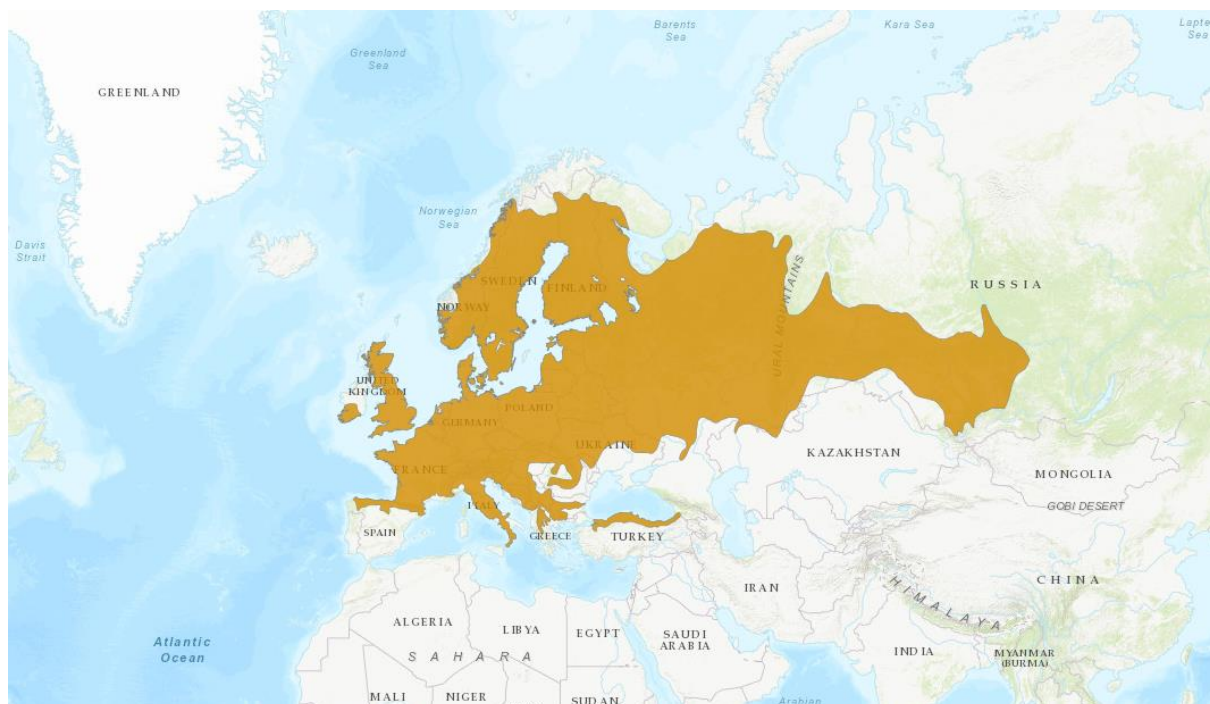 Barents
Sea
Kara Sea
Lapte
Sea
Greenland
Sea
GREENLAND
Norwegian
Sea
Davis
Strait
SWEDEN
FINLAND
NORWAY
RUSSIA
URAL MOUNTAINS
UNITED
KINGDOM
POLAND
GERMANY
UKRAINE
KAZAKHSTAN
FRANCE
MONGOLIA
ITALY
GOBI DESERT
SPAIN
GREECE
TURKEY
CHINA
IRAN
HIMALAYA
ALGERIA
LIBYA
EGYPT
SAUDI
ARABIA
Atlantic
Ocean
SAHARA
INDIA
MYANMAR
(BURMA)
MALI
NIGER
SUDAN
Arabian